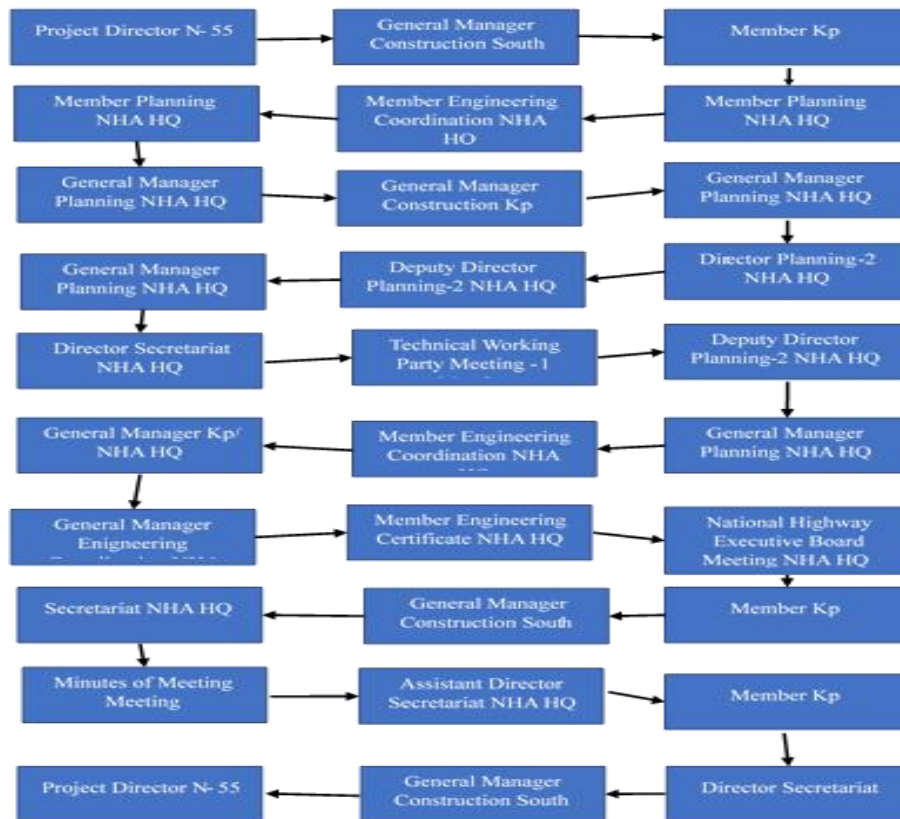 Project Director N- 55
General Manager
Construction South
Member Kp
Member Planning
NHA HQ
Member Engineering
Coordination NHA
HO
Member Planning
NHA HQ
General Manager
Planning NHA HQ
General Manager
Construction Kp
General Manager
Planning NHA HQ
General Manager
Planning NHA HQ
Deputy Director
Planning-2 NHA HQ
Director Planning-2
NHA HQ
Director Secretariat
NHA HQ
Technical Working
Party Meeting -1
Deputy Director
Planning-2 NHA HQ
General Manager Kp/
NHA HQ
Member Engineering
Coordination NHA
General Manager
Planning NHA HQ
General Manager
Enigneering
Member Engineering
Certificate NHA HQ
National Highway
Executive Board
Meeting NHA HQ
Secretariat NHA HQ
General Manager
Construction South
Member Kp
Minutes of Meeting
Meeting
Assistant Director
Secretariat NHA HQ
Member Kp
Project Director N- 55
General Manager
Construction South
Director Secretariat